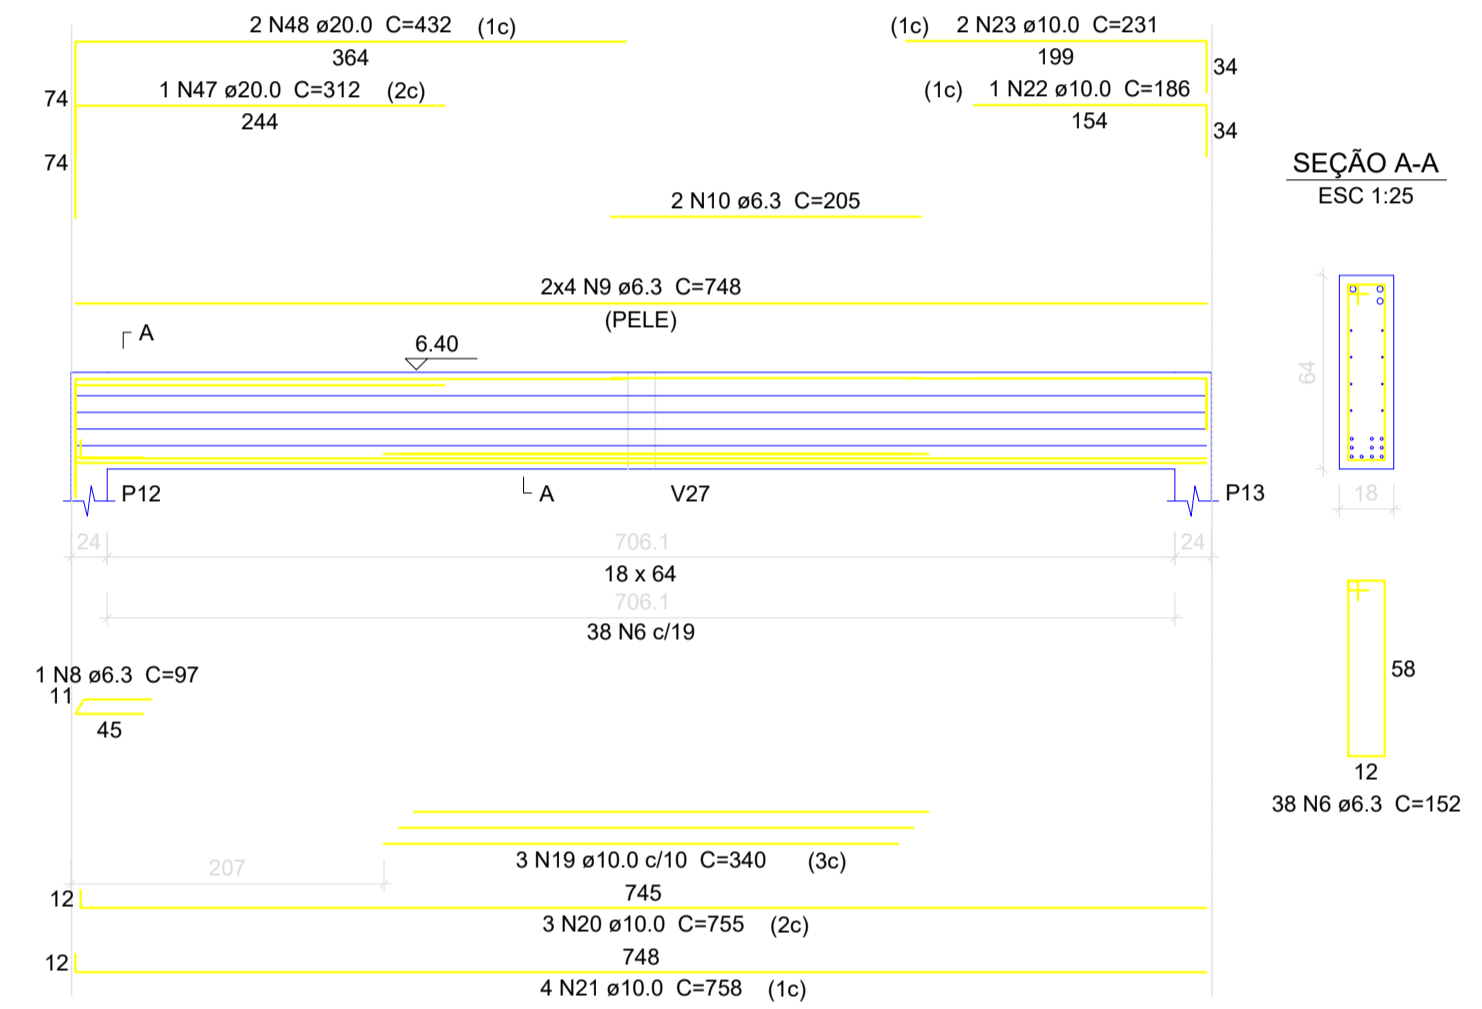 2 N48 ø20.0 C=432 (1c)
364
74
1 N47 ø20.0 C=312 (2c)
244
74
(1c) 2 N23 ø10.0 C=231
199
34
(1c) 1 N22 ø10.0 C=186
154
34
2 N10 ø6.3 C=205
2x4 N9 ø6.3 C=748
(PELE)
A
6.40
P12
A
V27
P13
24
706.1
24
18 x 64
706.1
38 N6 c/19
1 N8 ø6.3 C=97
11
45
3 N19 ø10.0 c/10 C=340 (3c)
207
745
12
3 N20 ø10.0 C=755 (2c)
748
12
4 N21 ø10.0 C=758 (1c)
SEÇÃO A-A
ESC 1:25
64
18
58
12
38 N6 ø6.3 C=152